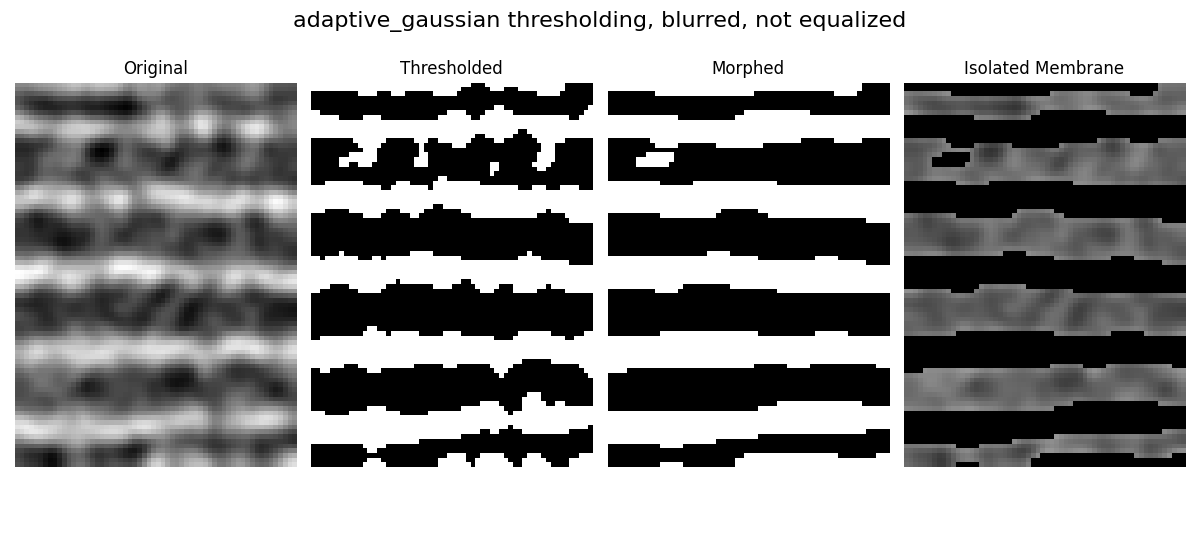 adaptive_gaussian thresholding, blurred, not equalized
Original
Thresholded
Morphed
Isolated Membrane